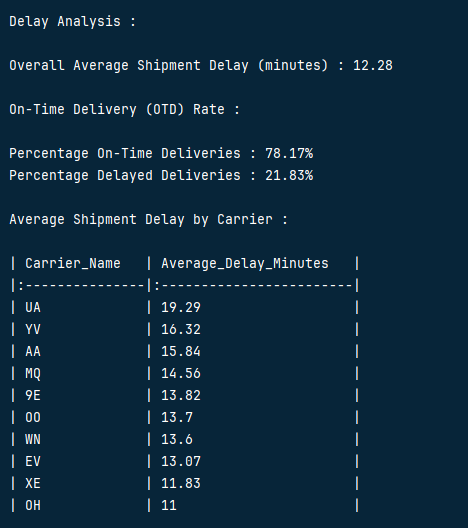 Delay Analysis :
Overall Average Shipment Delay (minutes) : 12.28
On-Time Delivery (OTD) Rate :
Percentage On-Time Deliveries : 78.17%
Percentage Delayed Deliveries : 21.83%
Average Shipment Delay by Carrier :
| Carrier_Name   | Average_Delay_Minutes   |
|:---------------|:------------------------|
| UA             | 19.29                   |
| YV             | 16.32                   |
| AA             | 15.84                   |
| MQ             | 14.56                   |
| 9E             | 13.82                   |
| OO             | 13.7                    |
| WN             | 13.6                    |
| EV             | 13.07                   |
| XE             | 11.83                   |
| OH             | 11                      |